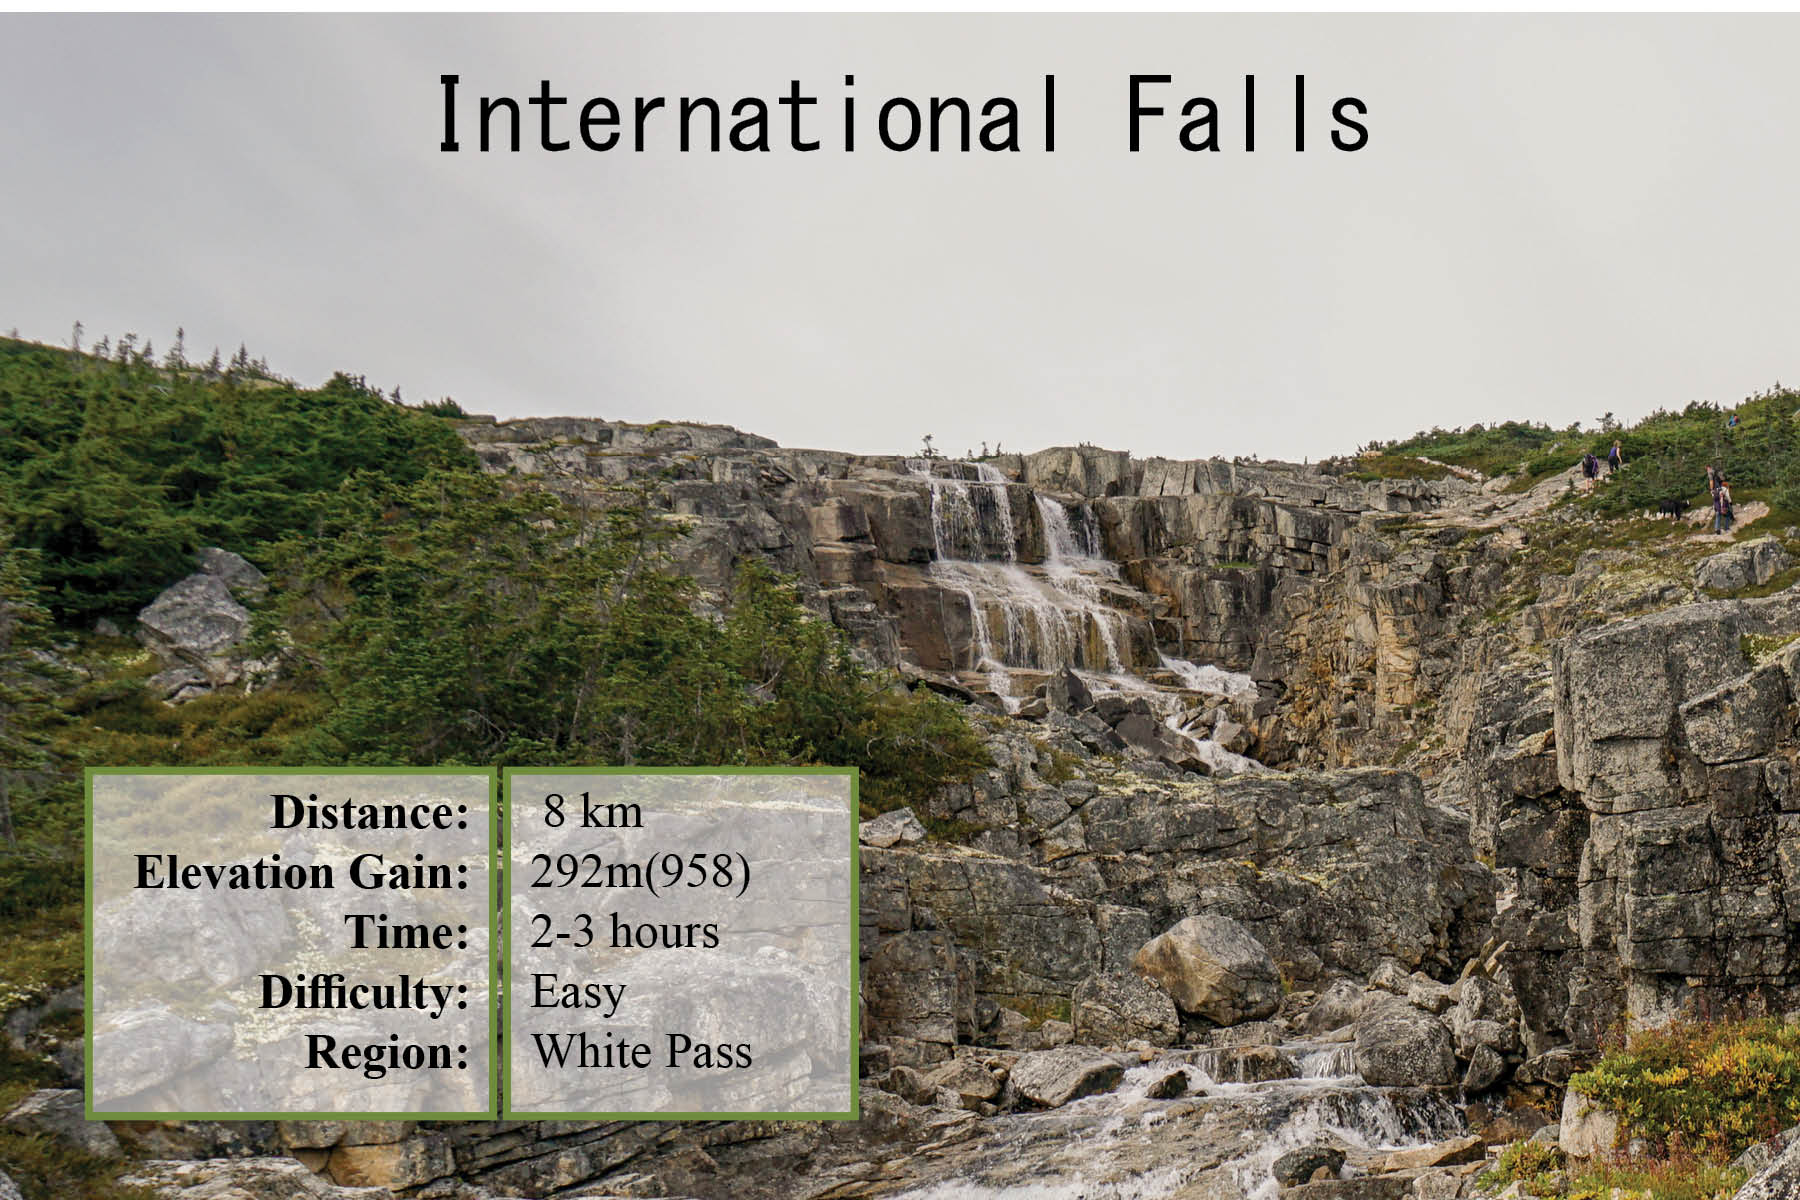 International Falls
Distance: 8 km
Elevation Gain: 292m(958)
Time: 2-3 hours
Difficulty: Easy
Region: White Pass